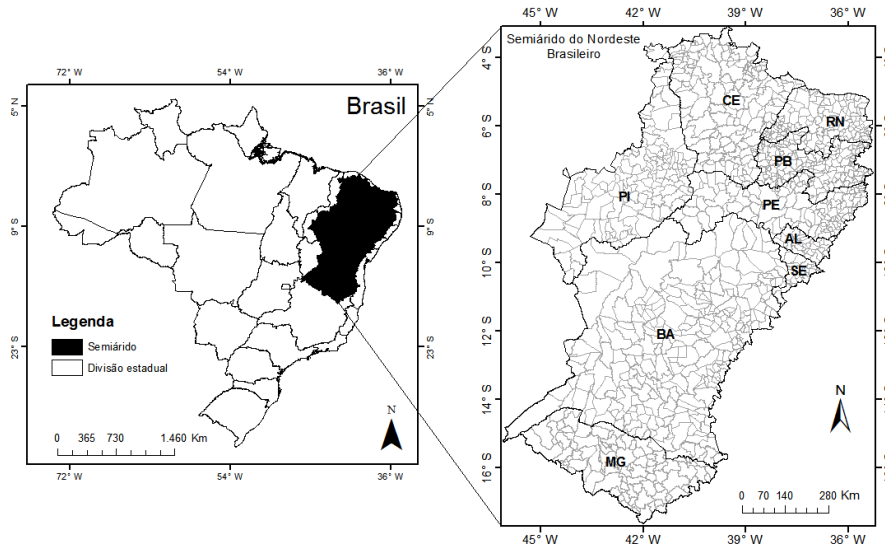 Brasil
72° W
54° W
36° W
6°N
9°S
23°S
6°N
9°S
23°S
Legenda
Semiárido
Divisão estadual
0 365 730 1.460 Km
N
72° W
54° W
36° W
45° W
42° W
39° W
36° W
Semiárido do Nordeste
Brasileiro
4° S
6° S
8° S
10° S
12° S
14° S
16° S
CE
RN
PB
PI
PE
AL
SE
BA
MG
N
0 70 140 280 Km
45° W
42° W
39° W
36° W